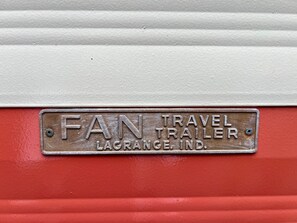 FAN TRAVEL
TRAILER
LAGRANGE, IND.